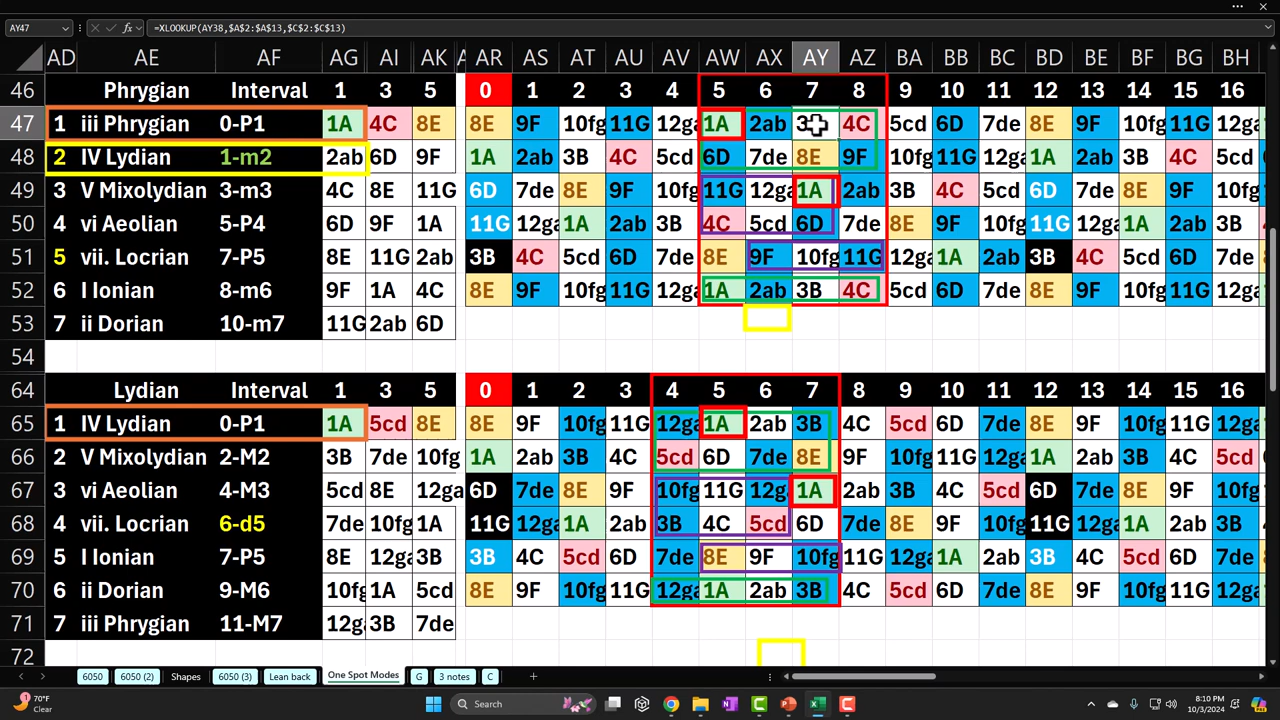 AY47 =XLOOKUP(AY38,$A$2:$A$13,$C$2:$C$13)
AD AE AF AG AI AK AR AS AT AU AV AW AX AY AZ BA BB BC BD BE BF BG BH
46 Phrygian Interval 1 3 5 0 1 2 3 4 5 6 7 8 9 10 11 12 13 14 15 16
47 1 iii Phrygian 0-P1 1A 4C 8E 8E 9F 10fg 11G 12ga 1A 2ab 4C 5cd 6D 7de 8E 9F 10fg 11G 12ga
48 2 IV Lydian 1-m2 2ab 6D 9F 1A 2ab 3B 4C 5cd 6D 7de 8E 9F 10fg 11G 12ga 1A 2ab 3B 4C 5cd
49 3 V Mixolydian 3-m3 4C 8E 11G 6D 7de 8E 9F 10fg 11G 12ga 1A 2ab 3B 4C 5cd 6D 7de 8E 9F 10fg
50 4 vi Aeolian 5-P4 6D 9F 1A 11G 12ga 1A 2ab 3B 4C 5cd 6D 7de 8E 9F 10fg 11G 12ga 1A 2ab 3B
51 5 vii. Locrian 7-P5 8E 11G 2ab 3B 4C 5cd 6D 7de 8E 9F 10fg 11G 12ga 1A 2ab 3B 4C 5cd 6D 7de
52 6 I Ionian 8-m6 9F 1A 4C 8E 9F 10fg 11G 12ga 1A 2ab 3B 4C 5cd 6D 7de 8E 9F 10fg 11G 12ga
53 7 ii Dorian 10-m7 11G 2ab 6D
54
64 Lydian Interval 1 3 5 0 1 2 3 4 5 6 7 8 9 10 11 12 13 14 15 16
65 1 IV Lydian 0-P1 1A 5cd 8E 8E 9F 10fg 11G 12ga 1A 2ab 3B 4C 5cd 6D 7de 8E 9F 10fg 11G 12ga
66 2 V Mixolydian 2-M2 3B 7de 10fg 1A 2ab 3B 4C 5cd 6D 7de 8E 9F 10fg 11G 12ga 1A 2ab 3B 4C 5cd
67 3 vi Aeolian 4-M3 5cd 8E 12ga 6D 7de 8E 9F 10fg 11G 12ga 1A 2ab 3B 4C 5cd 6D 7de 8E 9F 10fg
68 4 vii. Locrian 6-d5 7de 10fg 1A 11G 12ga 1A 2ab 3B 4C 5cd 6D 7de 8E 9F 10fg 11G 12ga 1A 2ab 3B
69 5 I Ionian 7-P5 8E 12ga 3B 3B 4C 5cd 6D 7de 8E 9F 10fg 11G 12ga 1A 2ab 3B 4C 5cd 6D 7de
70 6 ii Dorian 9-M6 10fg 1A 5cd 8E 9F 10fg 11G 12ga 1A 2ab 3B 4C 5cd 6D 7de 8E 9F 10fg 11G 12ga
71 7 iii Phrygian 11-M7 12ga 3B 7de
72
6050 6050 (2) Shapes 6050 (3) Lean back One Spot Modes G 3 notes C
70°F
Clear
Search
8:10 PM
10/3/2024